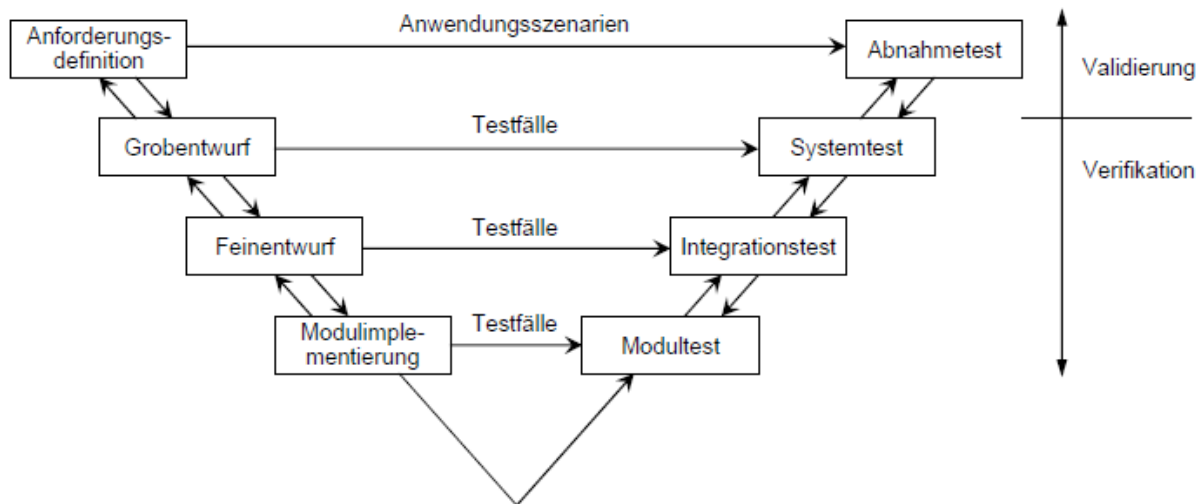 Anwendungsszenarien
Anforderungs-
definition
Abnahmetest
Validierung
Testfälle
Grobentwurf
Systemtest
Verifikation
Testfälle
Feinentwurf
Integrationstest
Testfälle
Modulimple-
mentierung
Modultest